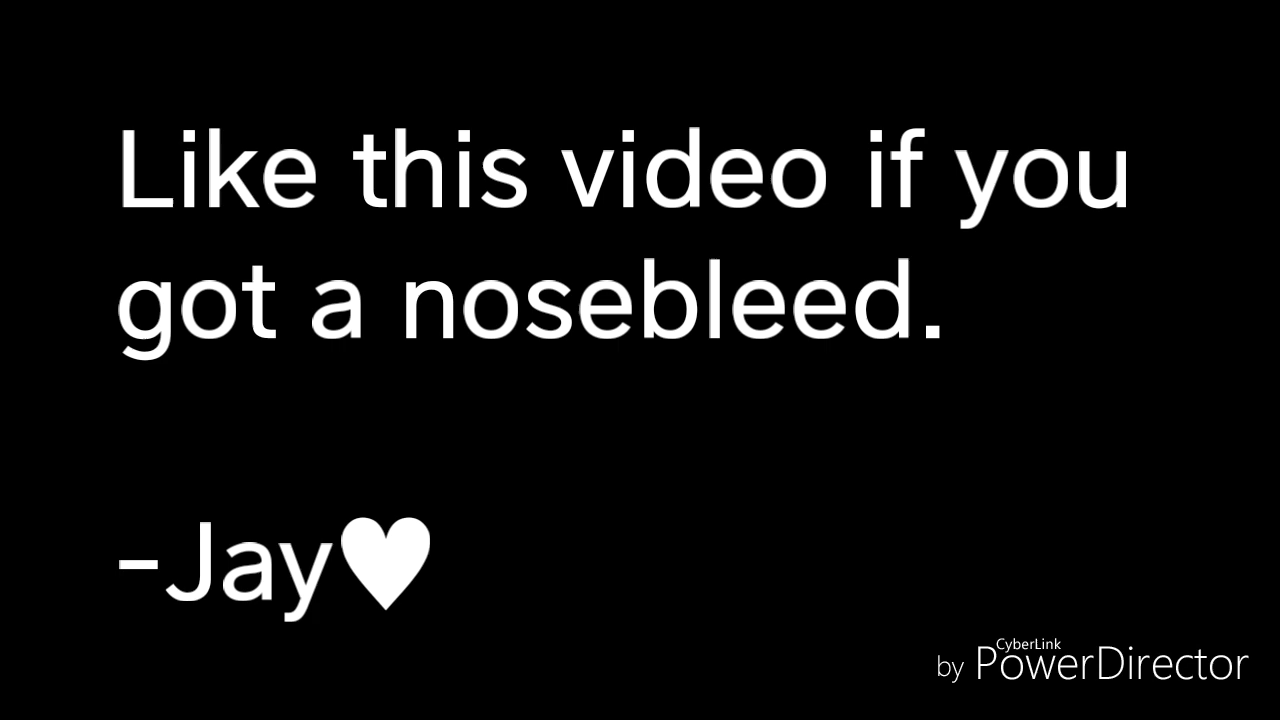 Like this video if you
got a nosebleed.
-Jay♥
CyberLink
by PowerDirector